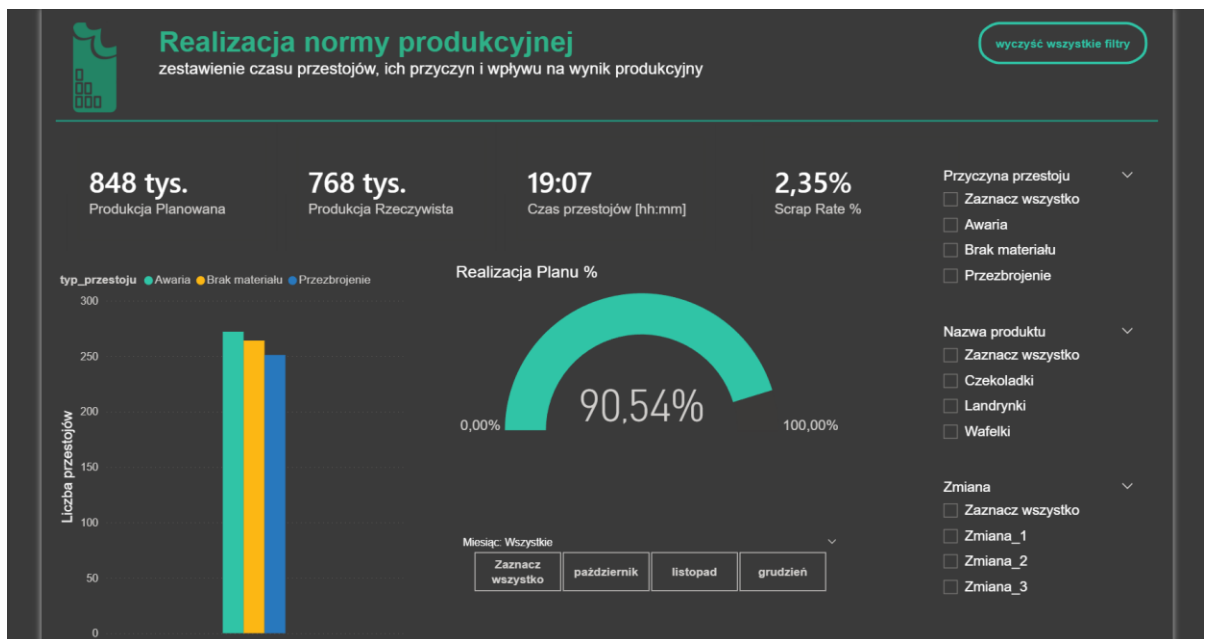 Realizacja normy produkcyjnej
zestawienie czasu przestojów, ich przyczyn i wpływu na wynik produkcyjny
wyczyść wszystkie filtry
848 tys.
Produkcja Planowana
768 tys.
Produkcja Rzeczywista
19:07
Czas przestojów [hh:mm]
2,35%
Scrap Rate %
typ_przestoju Awaria Brak materiału Przezbrojenie
Liczba przestojów
300
250
200
150
100
50
0
Realizacja Planu %
90,54%
0,00%
100,00%
Miesiąc: Wszystkie
Zaznacz
wszystko
październik
listopad
grudzień
Przyczyna przestoju
Zaznacz wszystko
Awaria
Brak materiału
Przezbrojenie
Nazwa produktu
Zaznacz wszystko
Czekoladki
Landrynki
Wafelki
Zmiana
Zaznacz wszystko
Zmiana_1
Zmiana_2
Zmiana_3